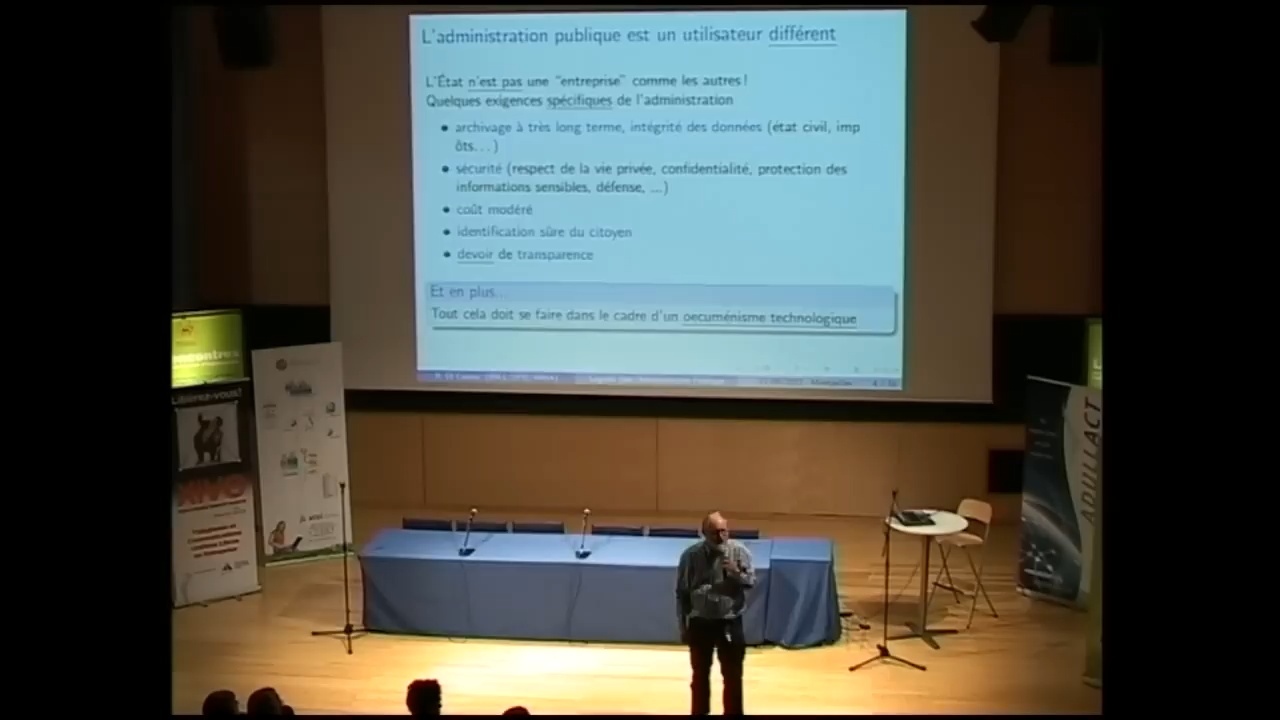 L'administration publique est un utilisateur différent
L'État n'est pas une "entreprise" comme les autres!
Quelques exigences spécifiques de l'administration
• archivage à très long terme, intégrité des données (état civil, imp
ôts...)
• sécurité (respect de la vie privée, confidentialité, protection des
informations sensibles, défense, ...)
• coût modéré
• identification sûre du citoyen
• devoir de transparence
Et en plus...
Tout cela doit se faire dans le cadre d'un oecuménisme technologique
Libérez-vous!
XIVO
ADULLACT